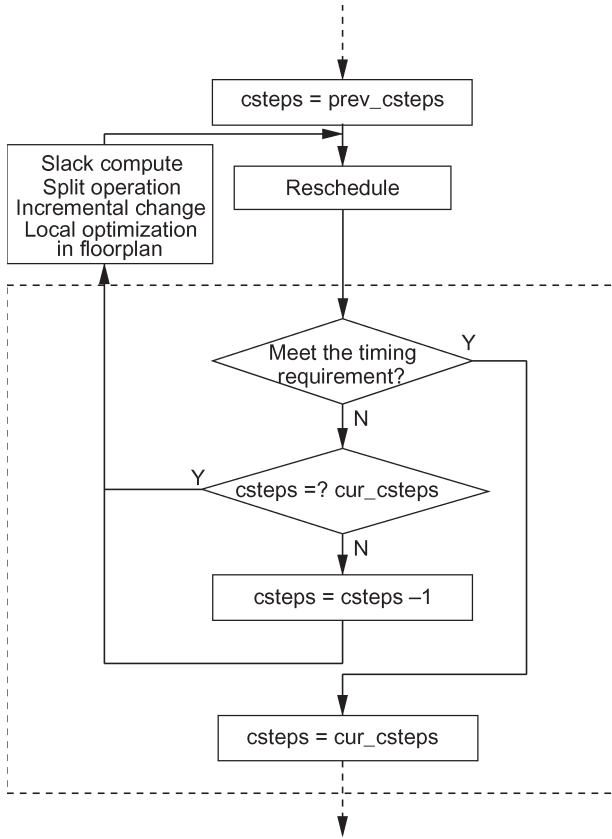 csteps = prev_csteps
Slack compute
Split operation
Incremental change
Local optimization
in floorplan
Reschedule
Meet the timing
requirement?
Y
N
csteps =? cur_csteps
Y
N
csteps = csteps –1
csteps = cur_csteps